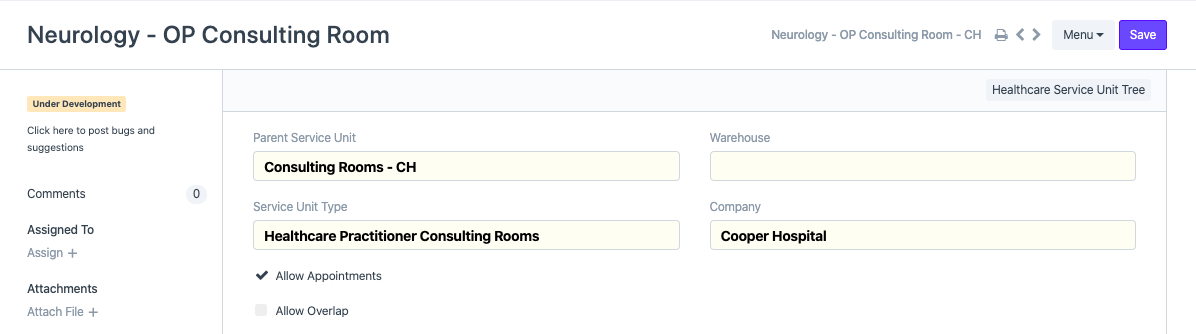 Neurology - OP Consulting Room
Neurology - OP Consulting Room - CH
Menu
Save
Under Development
Click here to post bugs and
suggestions
Comments
0
Assigned To
Assign +
Attachments
Attach File +
Healthcare Service Unit Tree
Parent Service Unit
Consulting Rooms - CH
Warehouse
Service Unit Type
Healthcare Practitioner Consulting Rooms
Company
Cooper Hospital
Allow Appointments
Allow Overlap